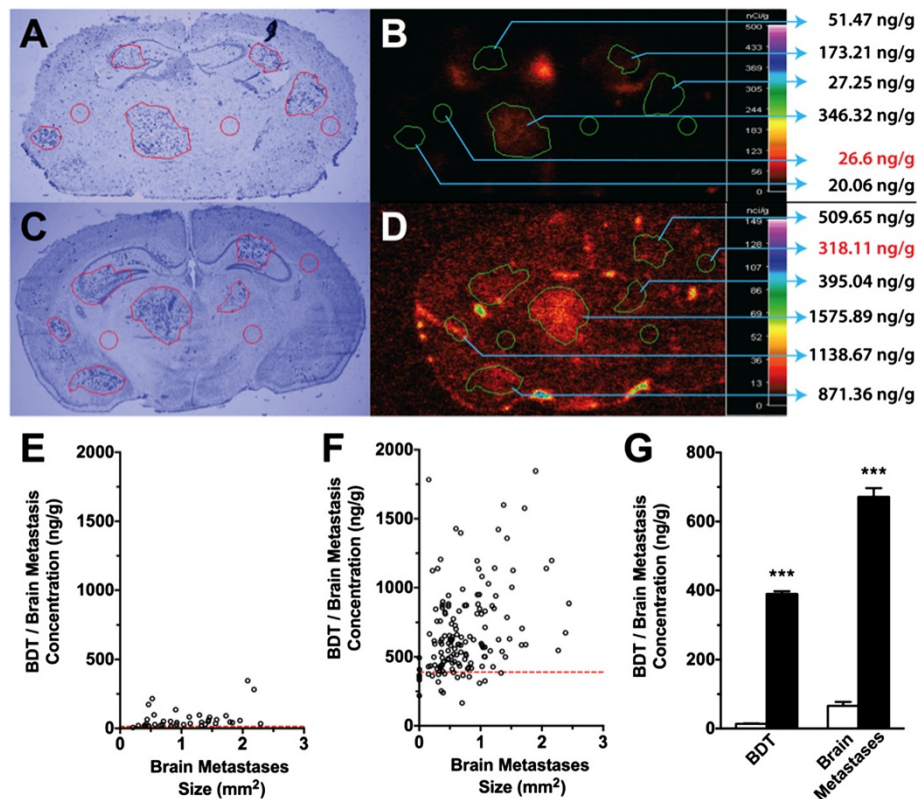 A
B
nCi/g
500
433
369
305
244
183
123
56
0
51.47 ng/g
173.21 ng/g
27.25 ng/g
346.32 ng/g
26.6 ng/g
20.06 ng/g
C
D
nci/g
149
128
107
86
69
52
36
13
0
509.65 ng/g
318.11 ng/g
395.04 ng/g
1575.89 ng/g
1138.67 ng/g
871.36 ng/g
E
BDT / Brain Metastasis
Concentration (ng/g)
2000
1500
1000
500
0
0 1 2 3
Brain Metastases
Size (mm²)
F
BDT / Brain Metastasis
Concentration (ng/g)
2000
1500
1000
500
0
0 1 2 3
Brain Metastases
Size (mm²)
G
BDT / Brain Metastasis
Concentration (ng/g)
800
600
400
200
0
***
***
BDT
Brain
Metastases